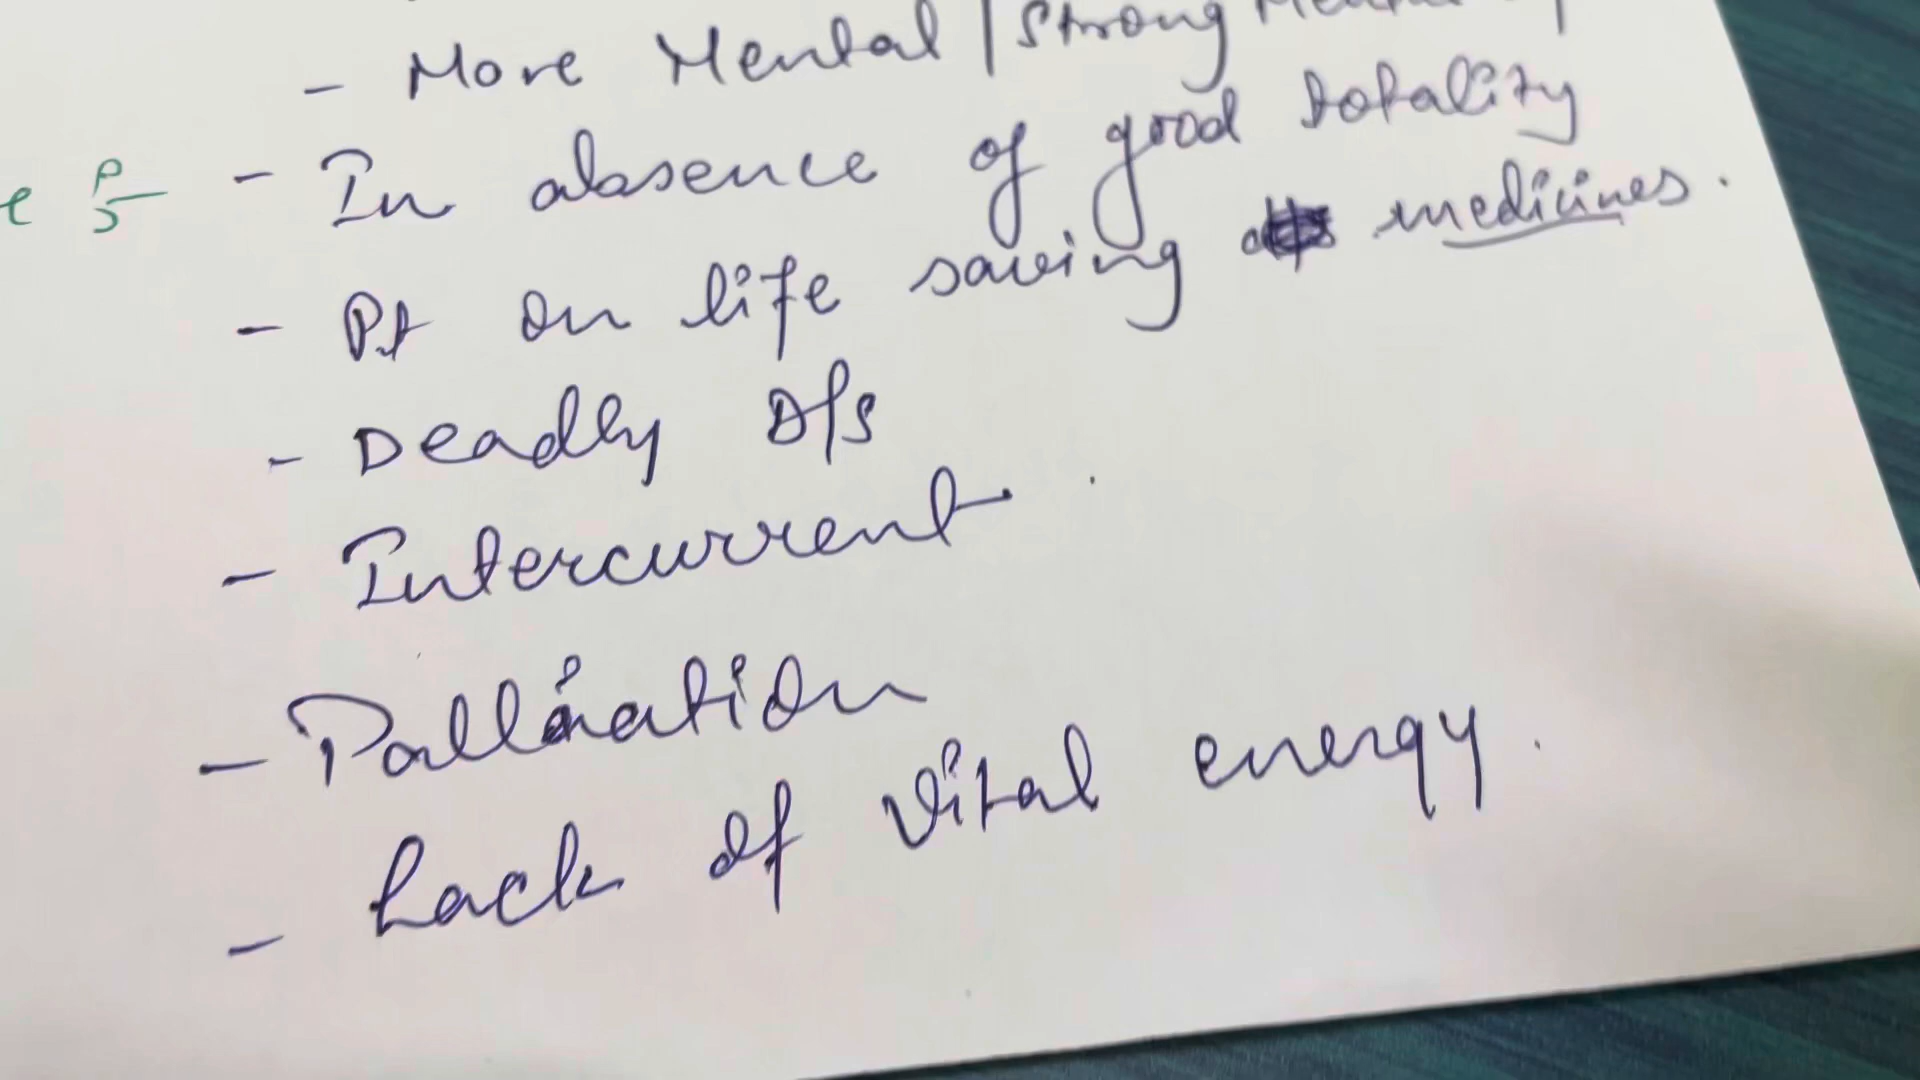 - More Mental / Strong
- In absence of good totality
- Pt on life saving medicines.
- Deadly D/s
- Intercurrent
- Palliation
- Lack of vital energy.